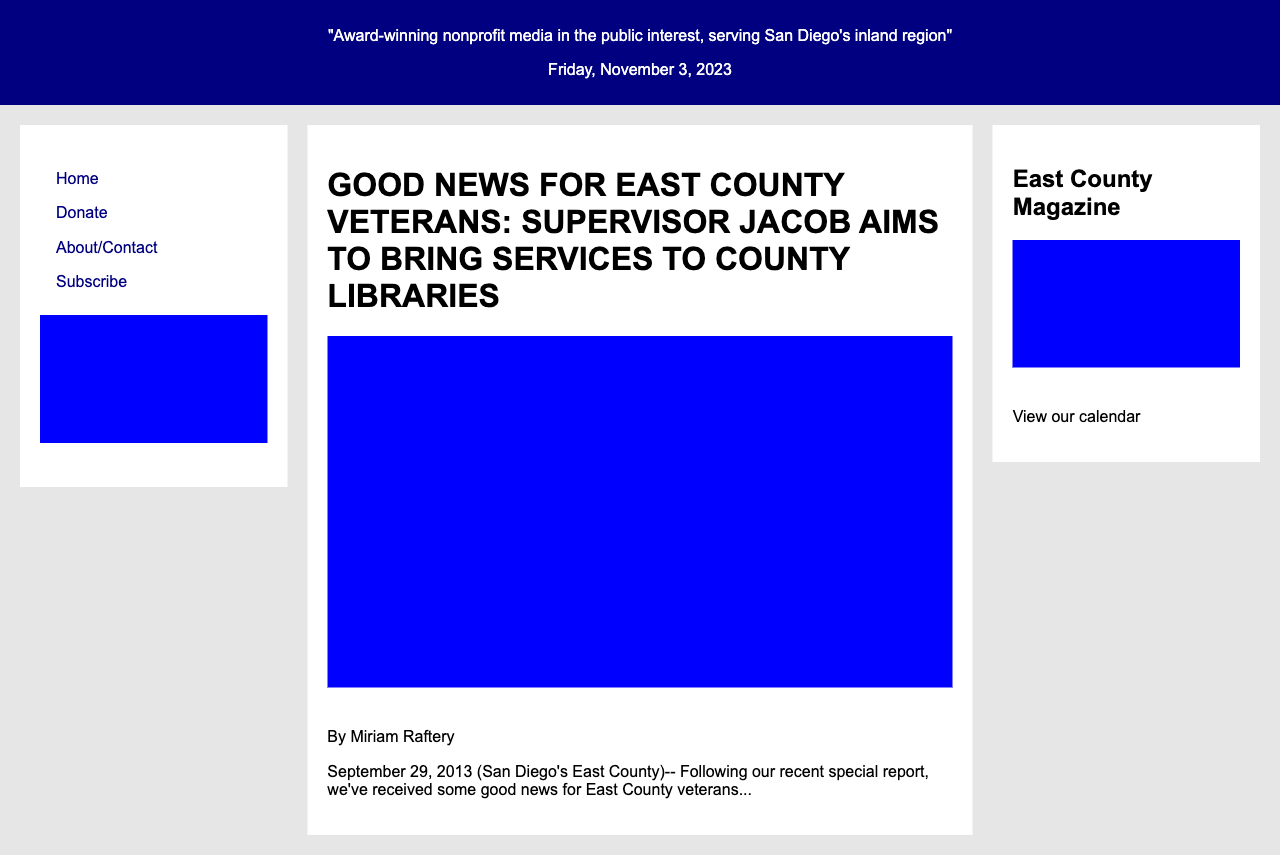 "Award-winning nonprofit media in the public interest, serving San Diego's inland region"
Friday, November 3, 2023
Home
Donate
About/Contact
Subscribe
GOOD NEWS FOR EAST COUNTY
VETERANS: SUPERVISOR JACOB AIMS
TO BRING SERVICES TO COUNTY
LIBRARIES
By Miriam Raftery
September 29, 2013 (San Diego's East County)-- Following our recent special report,
we've received some good news for East County veterans...
East County
Magazine
View our calendar